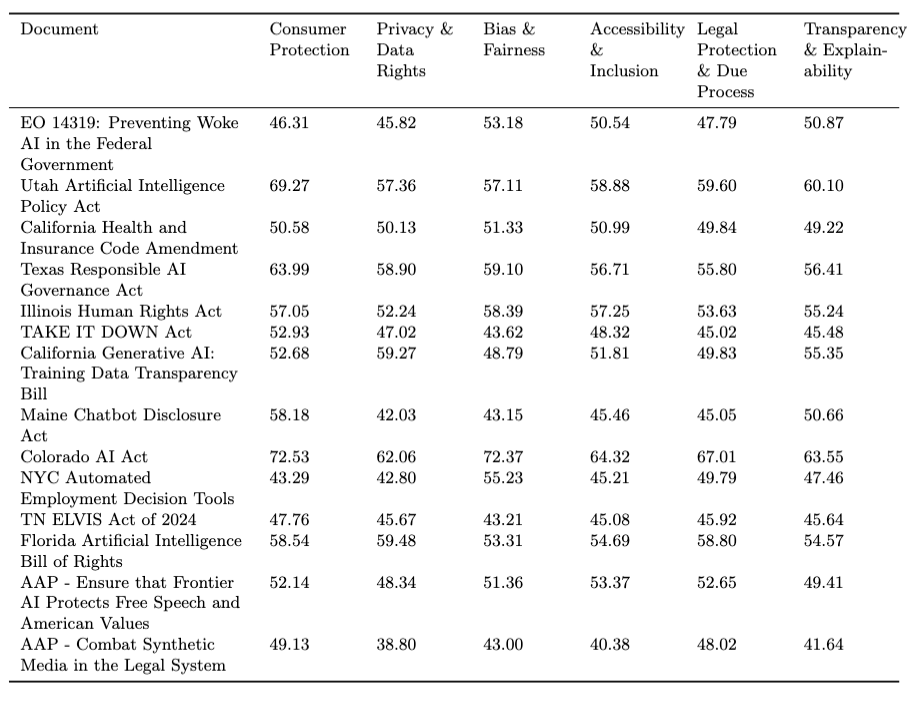 Document Consumer Protection Privacy & Data Rights Bias & Fairness Accessibility & Inclusion Legal Protection & Due Process Transparency & Explain-ability
EO 14319: Preventing Woke AI in the Federal Government 46.31 45.82 53.18 50.54 47.79 50.87
Utah Artificial Intelligence Policy Act 69.27 57.36 57.11 58.88 59.60 60.10
California Health and Insurance Code Amendment 50.58 50.13 51.33 50.99 49.84 49.22
Texas Responsible AI Governance Act 63.99 58.90 59.10 56.71 55.80 56.41
Illinois Human Rights Act 57.05 52.24 58.39 57.25 53.63 55.24
TAKE IT DOWN Act 52.93 47.02 43.62 48.32 45.02 45.48
California Generative AI: Training Data Transparency Bill 52.68 59.27 48.79 51.81 49.83 55.35
Maine Chatbot Disclosure Act 58.18 42.03 43.15 45.46 45.05 50.66
Colorado AI Act 72.53 62.06 72.37 64.32 67.01 63.55
NYC Automated Employment Decision Tools 43.29 42.80 55.23 45.21 49.79 47.46
TN ELVIS Act of 2024 47.76 45.67 43.21 45.08 45.92 45.64
Florida Artificial Intelligence Bill of Rights 58.54 59.48 53.31 54.69 58.80 54.57
AAP - Ensure that Frontier AI Protects Free Speech and American Values 52.14 48.34 51.36 53.37 52.65 49.41
AAP - Combat Synthetic Media in the Legal System 49.13 38.80 43.00 40.38 48.02 41.64